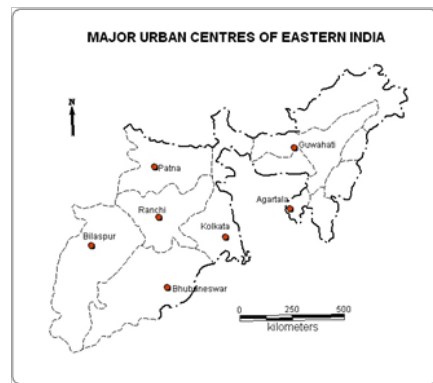 MAJOR URBAN CENTRES OF EASTERN INDIA
N
Guwahati
Patna
Agartala
Ranchi
Kolkata
Bilaspur
Bhubaneswar
0 250 500
kilometers